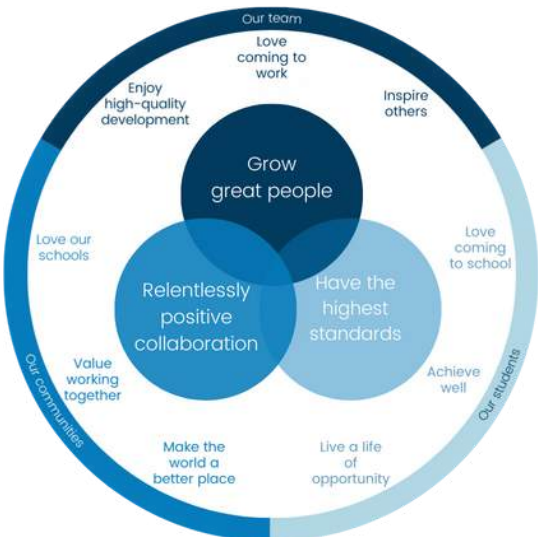 Our team
Love
coming to
work
Enjoy
high-quality
development
Inspire
others
Grow
great people
Love our
schools
Love
coming
to school
Relentlessly
positive
collaboration
Have the
highest
standards
Value
working
together
Achieve
well
Our communities
Our students
Make the
world a
better place
Live a life
of
opportunity